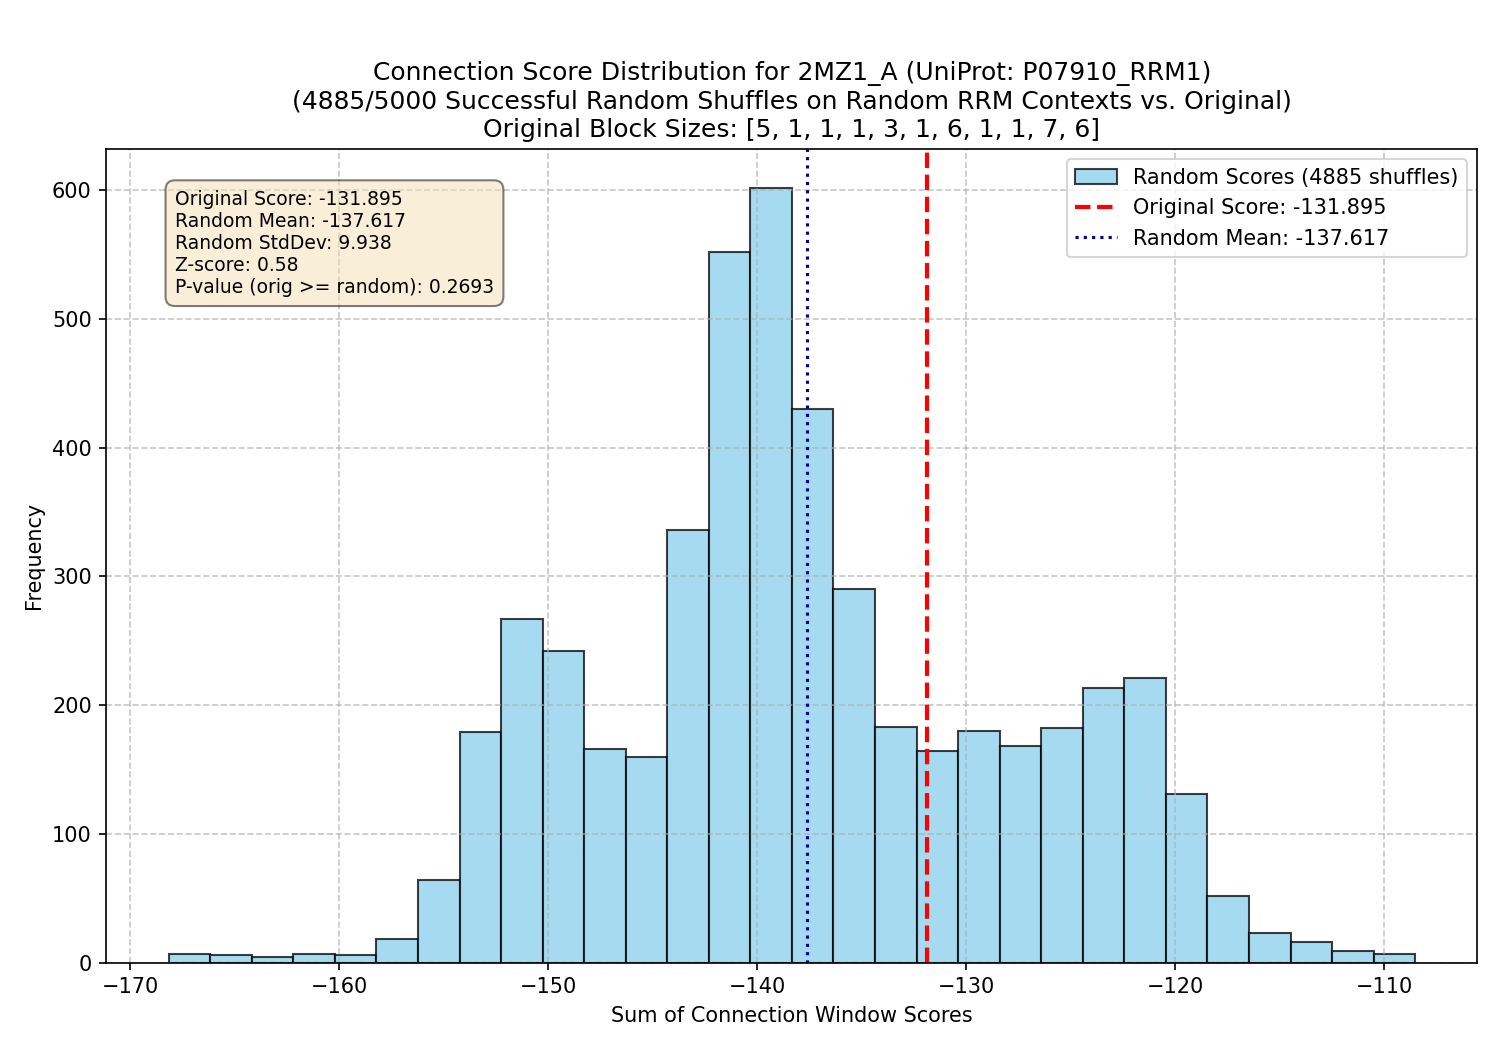 Connection Score Distribution for 2MZ1_A (UniProt: P07910_RRM1)
(4885/5000 Successful Random Shuffles on Random RRM Contexts vs. Original)
Original Block Sizes: [5, 1, 1, 1, 3, 1, 6, 1, 1, 7, 6]
Original Score: -131.895
Random Mean: -137.617
Random StdDev: 9.938
Z-score: 0.58
P-value (orig >= random): 0.2693
Random Scores (4885 shuffles)
Original Score: -131.895
Random Mean: -137.617
Frequency
600
500
400
300
200
100
0
−170
−160
−150
−140
−130
−120
−110
Sum of Connection Window Scores